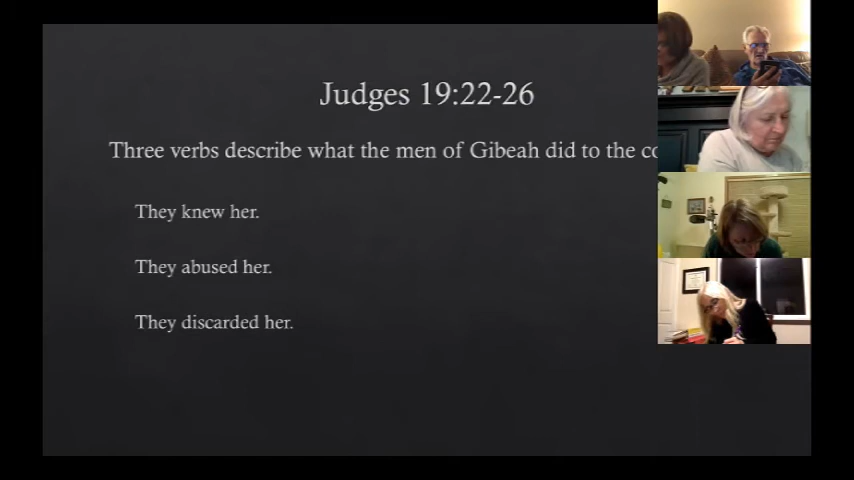 Judges 19:22-26
Three verbs describe what the men of Gibeah did to the
They knew her.
They abused her.
They discarded her.